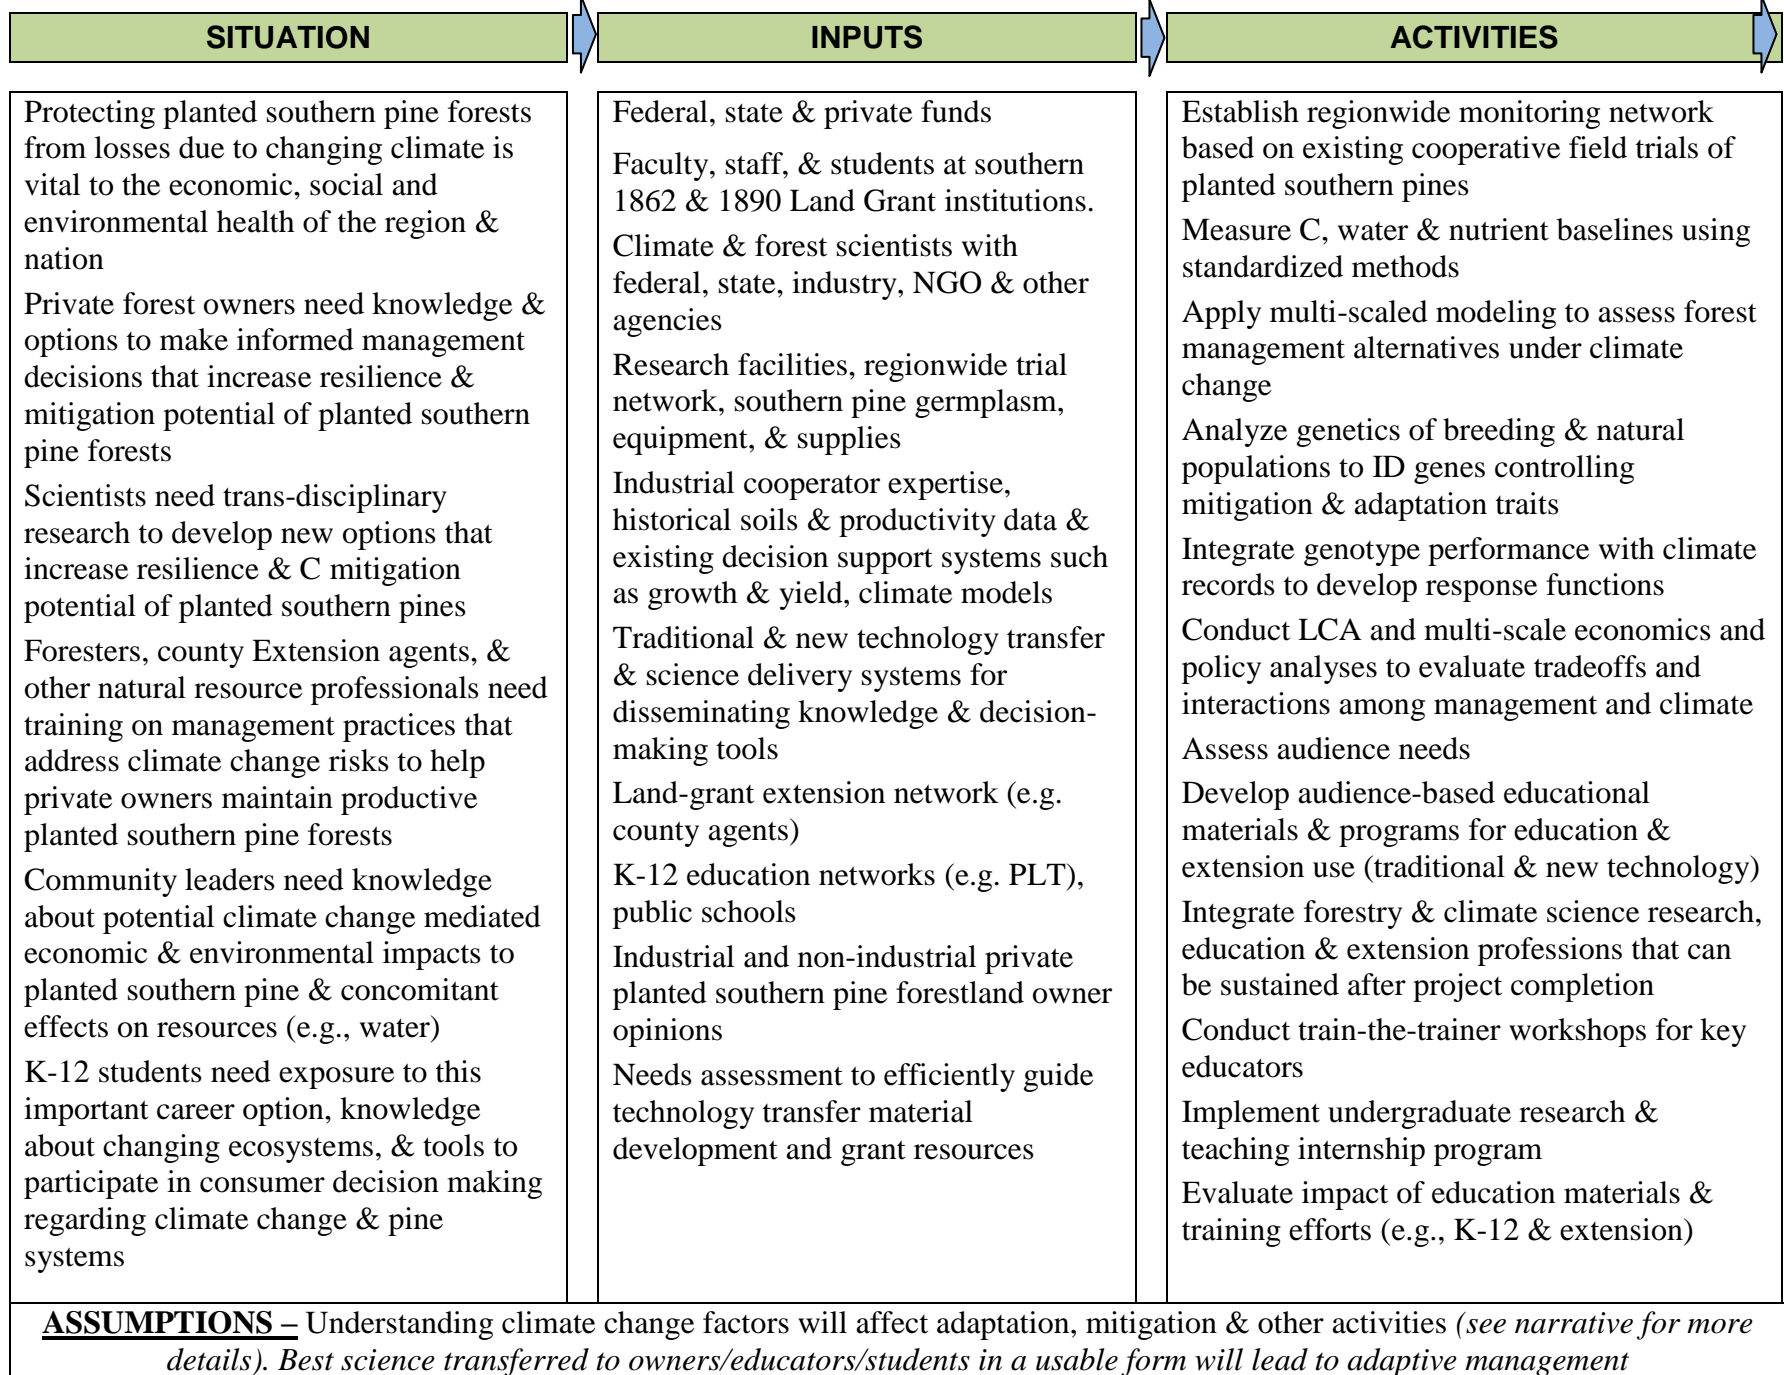 SITUATION
INPUTS
ACTIVITIES
Protecting planted southern pine forests
from losses due to changing climate is
vital to the economic, social and
environmental health of the region &
nation
Private forest owners need knowledge &
options to make informed management
decisions that increase resilience &
mitigation potential of planted southern
pine forests
Scientists need trans-disciplinary
research to develop new options that
increase resilience & C mitigation
potential of planted southern pines
Foresters, county Extension agents, &
other natural resource professionals need
training on management practices that
address climate change risks to help
private owners maintain productive
planted southern pine forests
Community leaders need knowledge
about potential climate change mediated
economic & environmental impacts to
planted southern pine & concomitant
effects on resources (e.g., water)
K-12 students need exposure to this
important career option, knowledge
about changing ecosystems, & tools to
participate in consumer decision making
regarding climate change & pine
systems
Federal, state & private funds
Faculty, staff, & students at southern
1862 & 1890 Land Grant institutions.
Climate & forest scientists with
federal, state, industry, NGO & other
agencies
Research facilities, regionwide trial
network, southern pine germplasm,
equipment, & supplies
Industrial cooperator expertise,
historical soils & productivity data &
existing decision support systems such
as growth & yield, climate models
Traditional & new technology transfer
& science delivery systems for
disseminating knowledge & decision-
making tools
Land-grant extension network (e.g.
county agents)
K-12 education networks (e.g. PLT),
public schools
Industrial and non-industrial private
planted southern pine forestland owner
opinions
Needs assessment to efficiently guide
technology transfer material
development and grant resources
Establish regionwide monitoring network
based on existing cooperative field trials of
planted southern pines
Measure C, water & nutrient baselines using
standardized methods
Apply multi-scaled modeling to assess forest
management alternatives under climate
change
Analyze genetics of breeding & natural
populations to ID genes controlling
mitigation & adaptation traits
Integrate genotype performance with climate
records to develop response functions
Conduct LCA and multi-scale economics and
policy analyses to evaluate tradeoffs and
interactions among management and climate
Assess audience needs
Develop audience-based educational
materials & programs for education &
extension use (traditional & new technology)
Integrate forestry & climate science research,
education & extension professions that can
be sustained after project completion
Conduct train-the-trainer workshops for key
educators
Implement undergraduate research &
teaching internship program
Evaluate impact of education materials &
training efforts (e.g., K-12 & extension)
ASSUMPTIONS – Understanding climate change factors will affect adaptation, mitigation & other activities (see narrative for more
details). Best science transferred to owners/educators/students in a usable form will lead to adaptive management